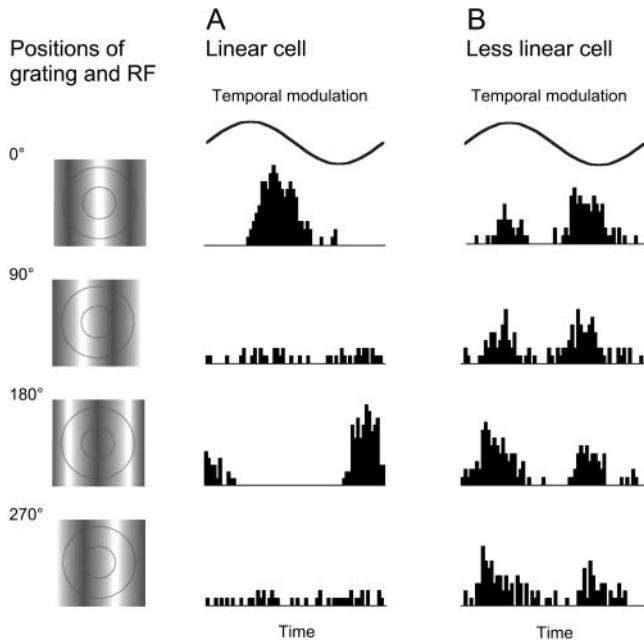 A
B
Positions of
grating and RF
Linear cell
Less linear cell
Temporal modulation
Temporal modulation
0°
90°
180°
270°
Time
Time